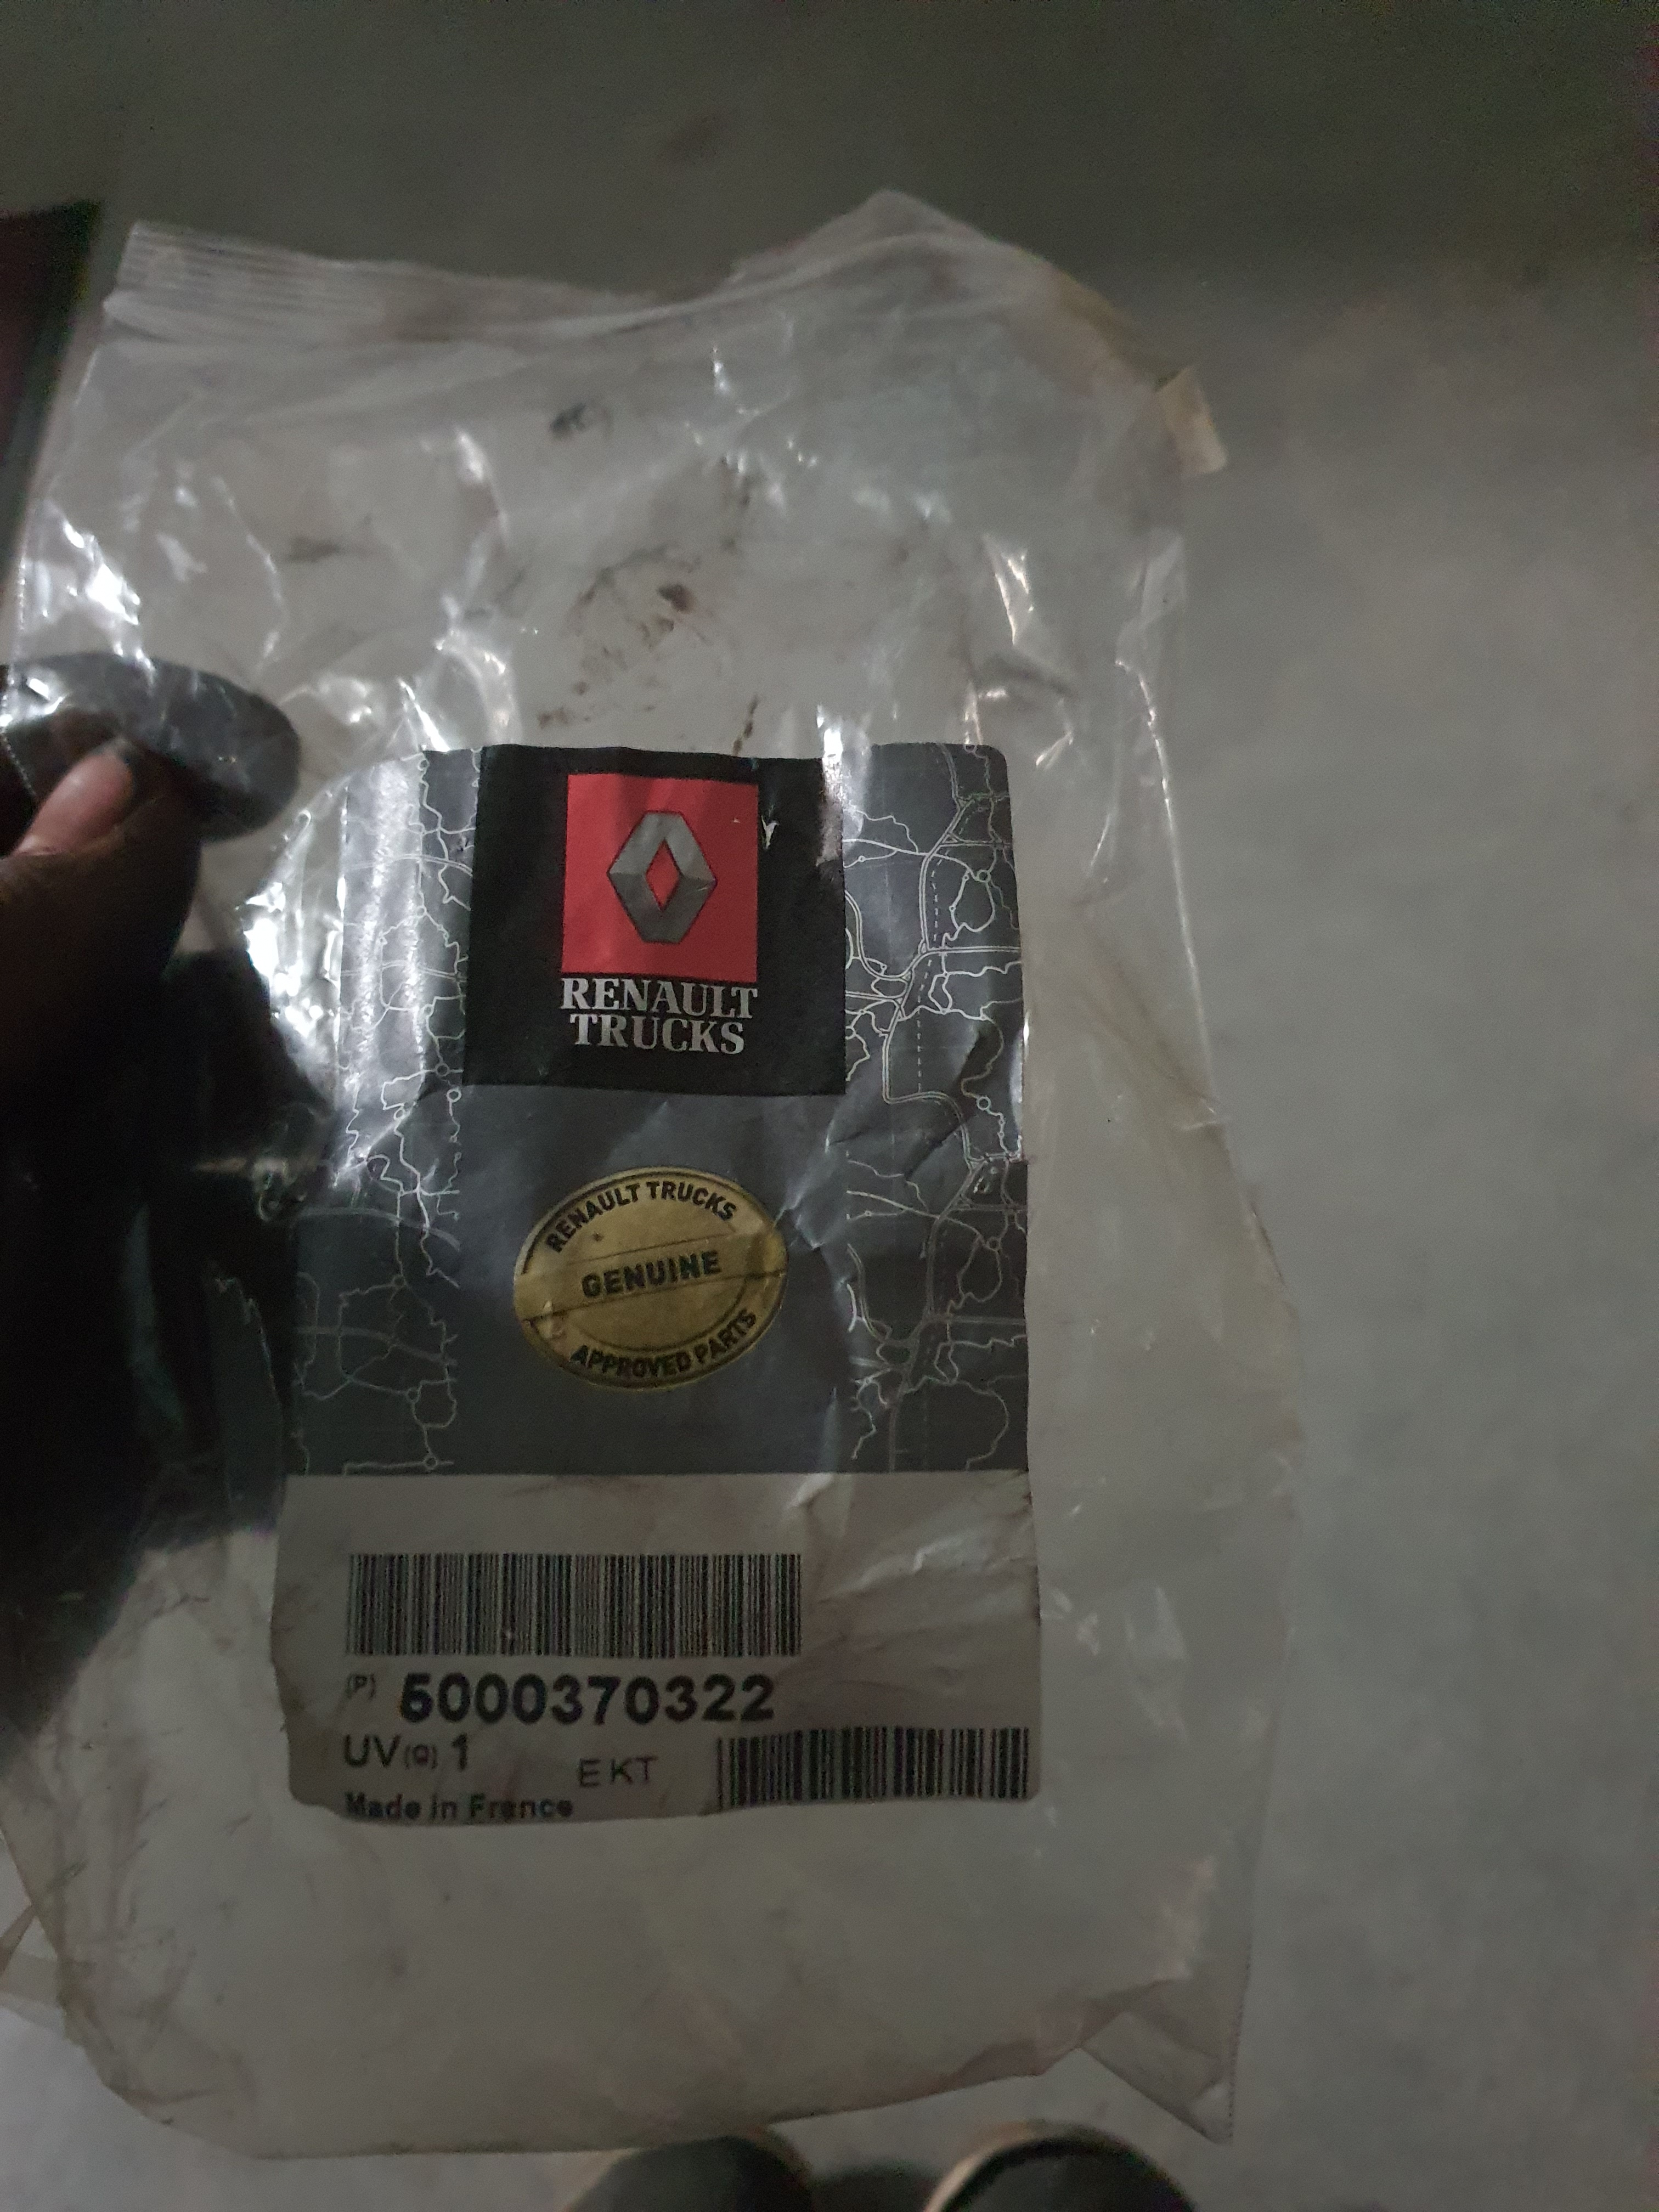 RENAULT
TRUCKS
RENAULT TRUCKS
GENUINE
APPROVED PARTS
(P) 5000370322
UV(Q) 1
EKT
Made in France